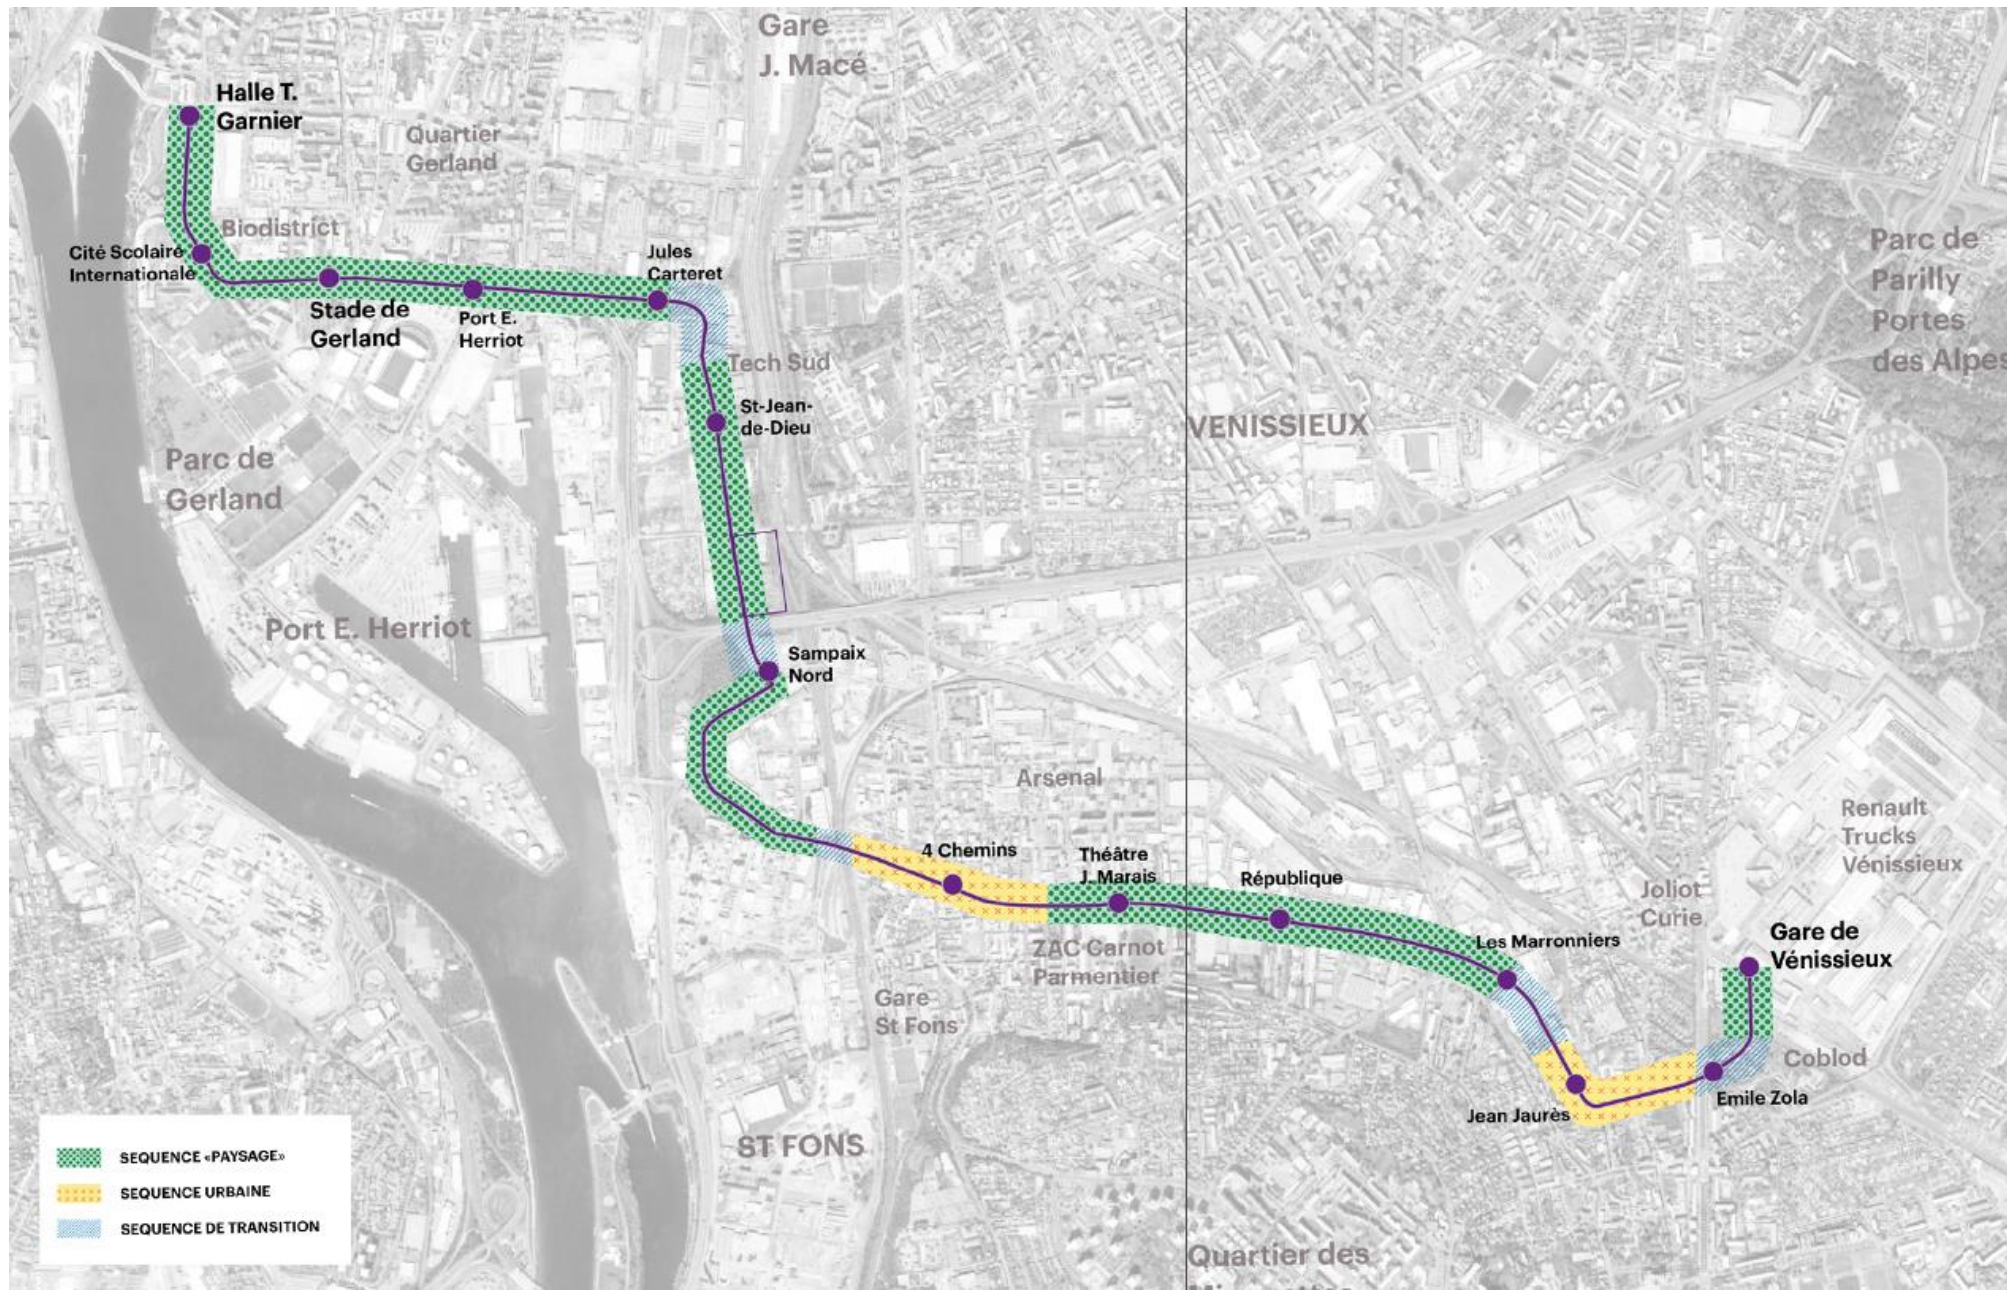 Gare
J. Macé
Halle T.
Garnier
Quartier
Gerland
Biodistrict
Cité Scolaire
Internationale
Jules
Carteret
Stade de
Gerland
Port E.
Herriot
Tech Sud
St-Jean-
de-Dieu
Parc de
Gerland
Port E. Herriot
VENISSIEUX
Parc de
Parilly
Portes
des Alpes
Sampaix
Nord
Arsenal
4 Chemins
Théâtre
J. Marais
République
Les Marronniers
ZAC Carnot
Parmentier
Gare
St Fons
Joliot
Curie
Renault
Trucks
Vénissieux
Gare de
Vénissieux
Coblod
Emile Zola
Jean Jaurès
ST FONS
Quartier des
SEQUENCE «PAYSAGE»
SEQUENCE URBAINE
SEQUENCE DE TRANSITION